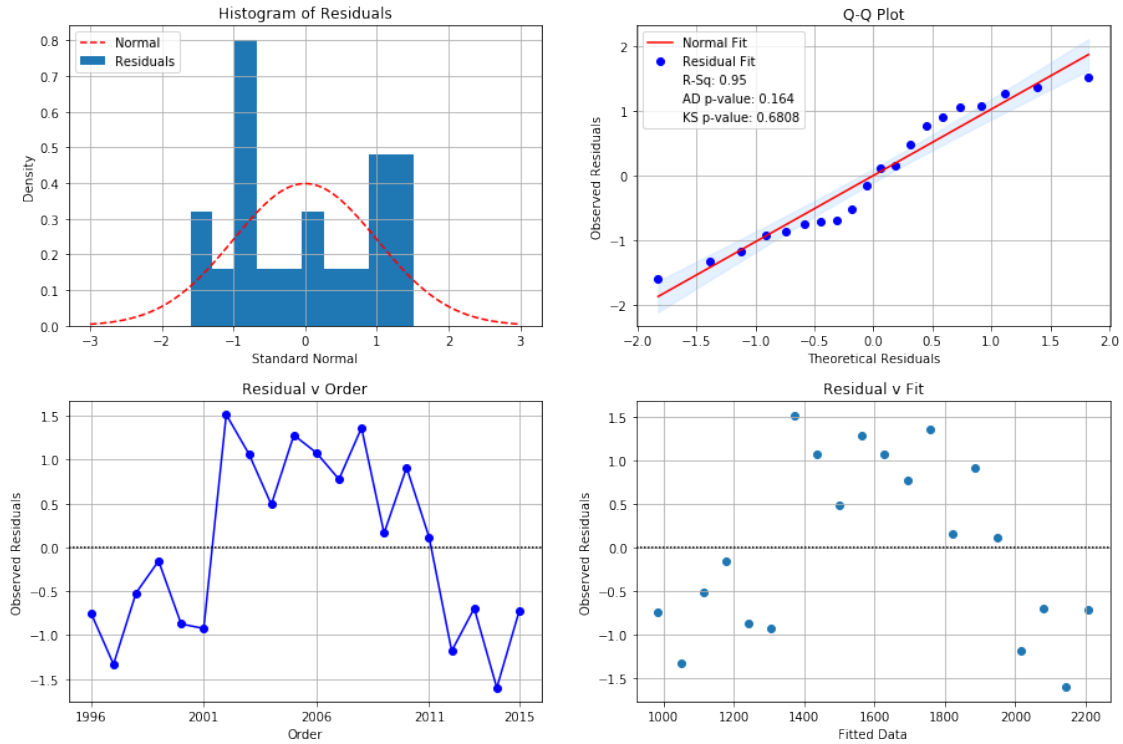 Histogram of Residuals
Normal
Residuals
0.8
0.7
0.6
0.5
0.4
0.3
0.2
0.1
0.0
Density
−3
−2
−1
0
1
2
3
Standard Normal
Q-Q Plot
Normal Fit
Residual Fit
R-Sq: 0.95
AD p-value: 0.164
KS p-value: 0.6808
2
1
0
−1
−2
Observed Residuals
−2.0
−1.5
−1.0
−0.5
0.0
0.5
1.0
1.5
2.0
Theoretical Residuals
Residual v Order
1.5
1.0
0.5
0.0
−0.5
−1.0
−1.5
Observed Residuals
1996
2001
2006
2011
2015
Order
Residual v Fit
1.5
1.0
0.5
0.0
−0.5
−1.0
−1.5
Observed Residuals
1000
1200
1400
1600
1800
2000
2200
Fitted Data